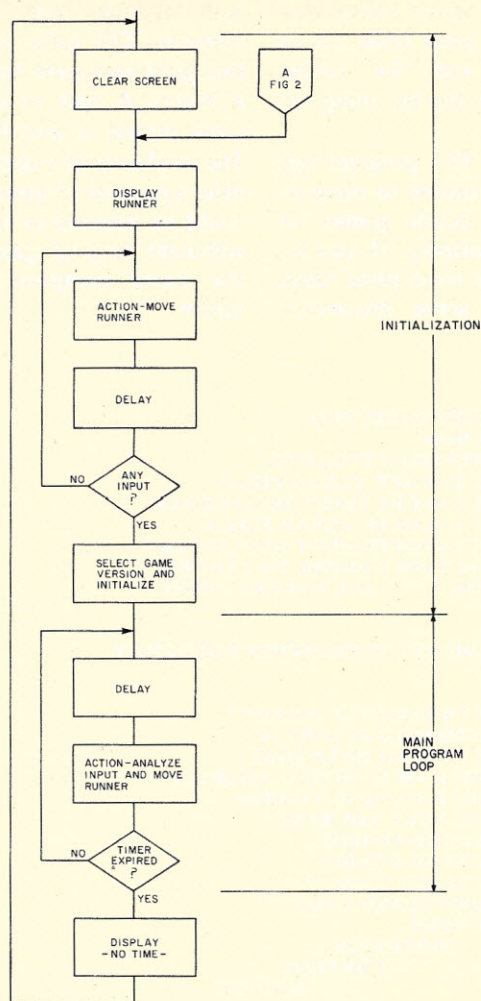 CLEAR SCREEN
A
FIG 2
DISPLAY
RUNNER
ACTION-MOVE
RUNNER
INITIALIZATION
DELAY
NO
ANY
INPUT
?
YES
SELECT GAME
VERSION AND
INITIALIZE
DELAY
ACTION-ANALYZE
INPUT AND MOVE
RUNNER
MAIN
PROGRAM
LOOP
NO
TIMER
EXPIRED
?
YES
DISPLAY
-NO TIME-